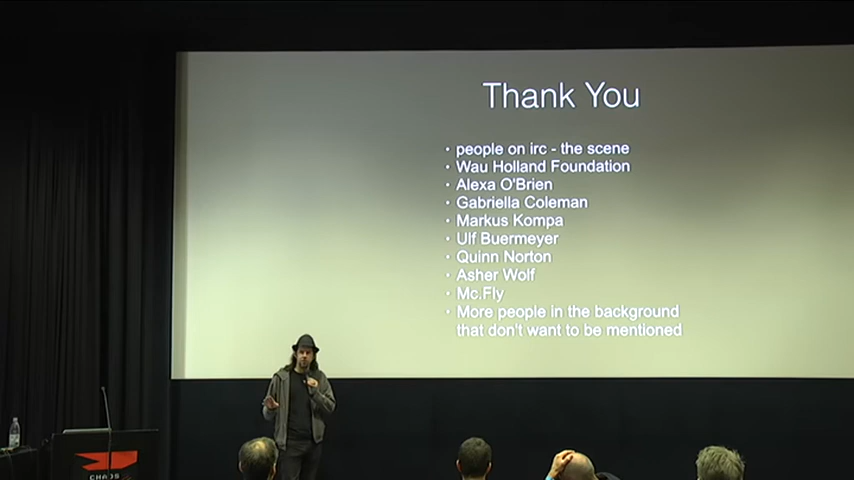 Thank You
· people on irc - the scene
· Wau Holland Foundation
· Alexa O'Brien
· Gabriella Coleman
· Markus Kompa
· Ulf Buermeyer
· Quinn Norton
· Asher Wolf
· Mc.Fly
· More people in the background
that don't want to be mentioned
CHAOS